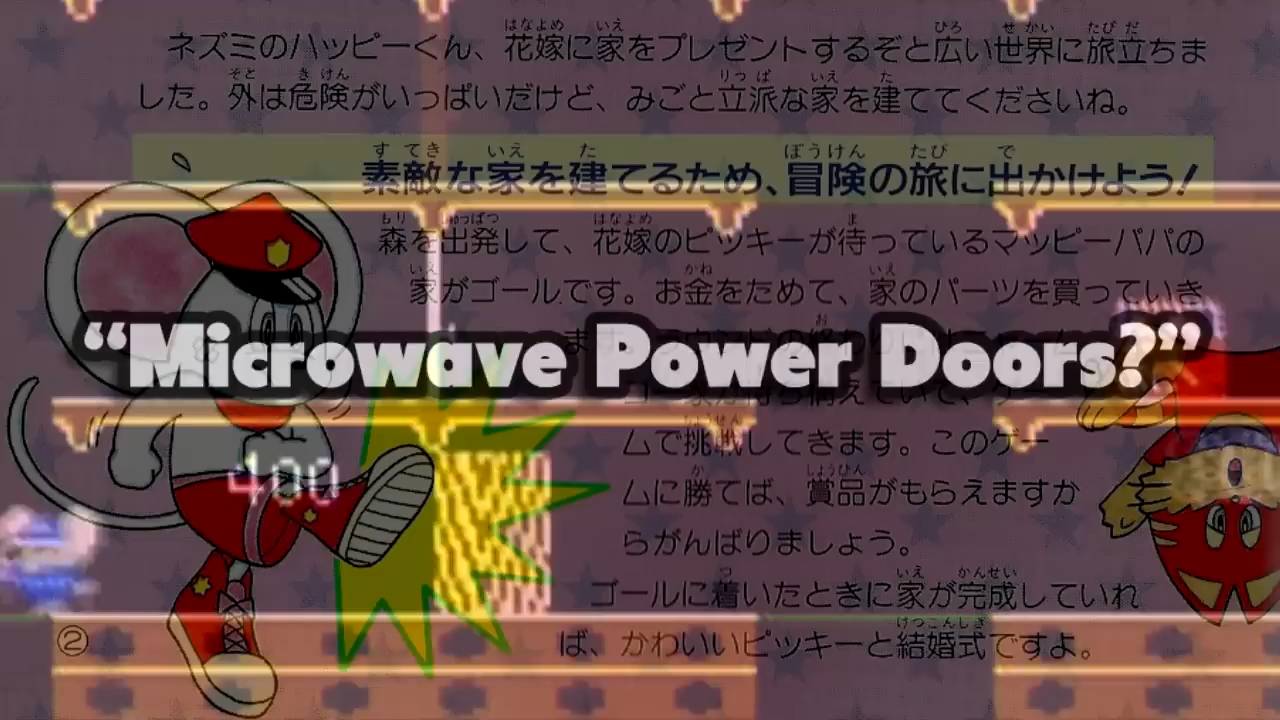 ネズミのハッピーくん、花嫁に家をプレゼントするぞと広い世界に旅立ちま
した。外は危険がいっぱいだけど、みごと立派な家を建ててくださいね。
素敵な家を建てるため、冒険の旅に出かけよう!
森を出発して、花嫁のピッキーが待っているマッピーパパの
家がゴールです。お金をためて、家のパーツを買っていき
ます
“Microwave Power Doors?”
ムで挑戦してきます。このゲー
400
ムに勝てば、賞品がもらえますか
らがんばりましょう。
ゴールに着いたときに家が完成していれ
ば、かわいいピッキーと結婚式ですよ。
②